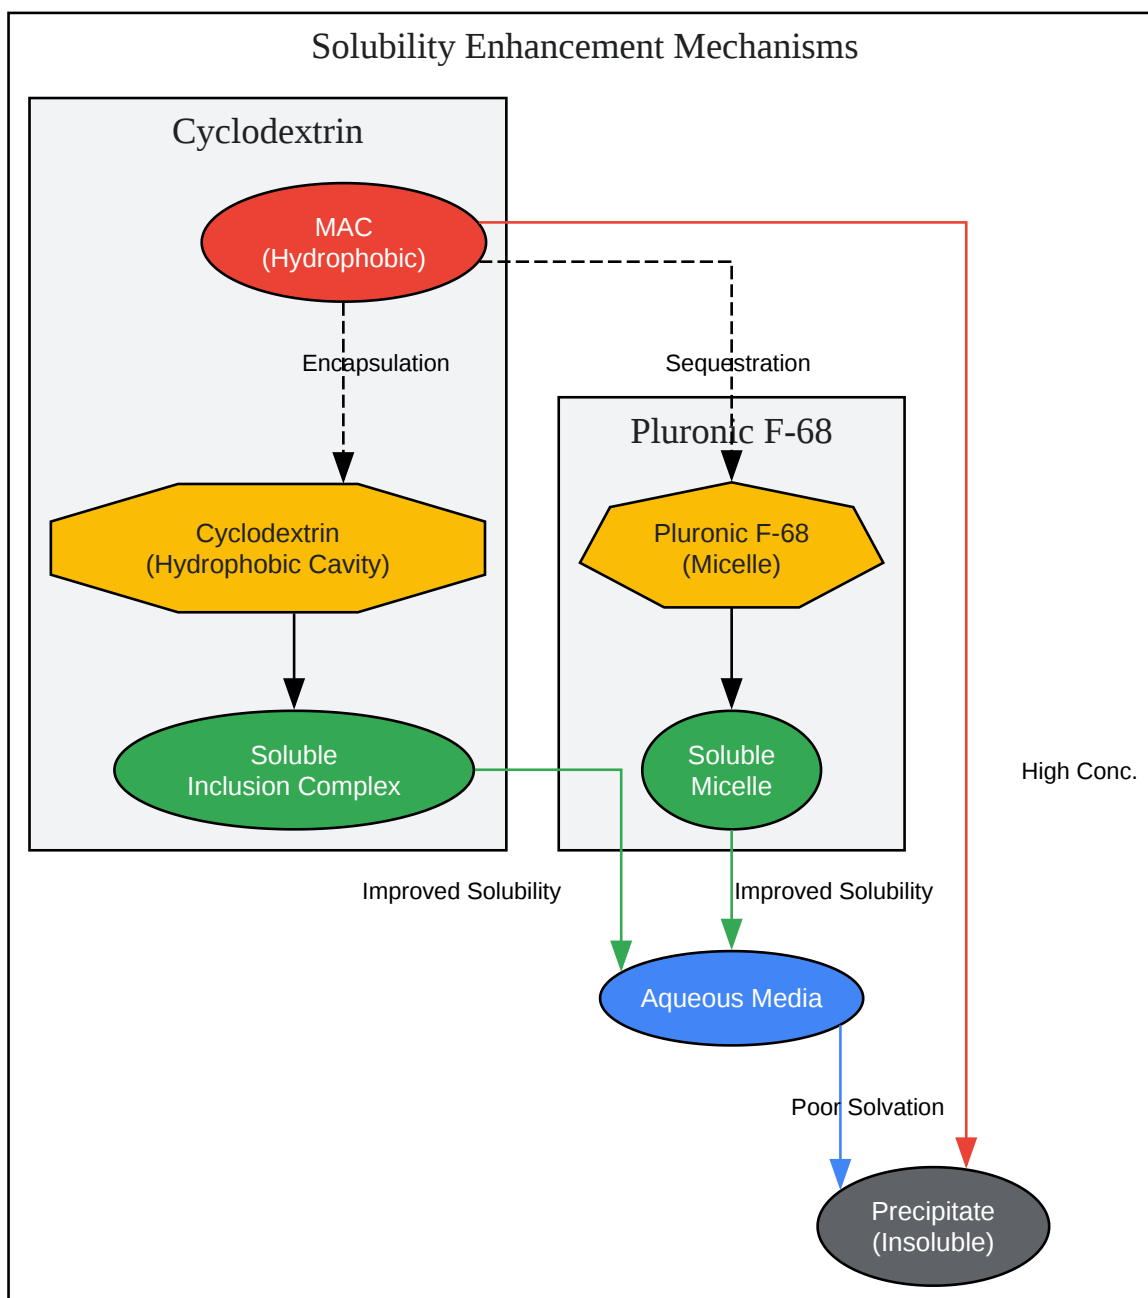 Solubility Enhancement Mechanisms
Cyclodextrin
MAC
(Hydrophobic)
Encapsulation
Sequestration
Pluronic F-68
Cyclodextrin
(Hydrophobic Cavity)
Pluronic F-68
(Micelle)
Soluble
Inclusion Complex
Soluble
Micelle
High Conc.
Improved Solubility
Improved Solubility
Aqueous Media
Poor Solvation
Precipitate
(Insoluble)